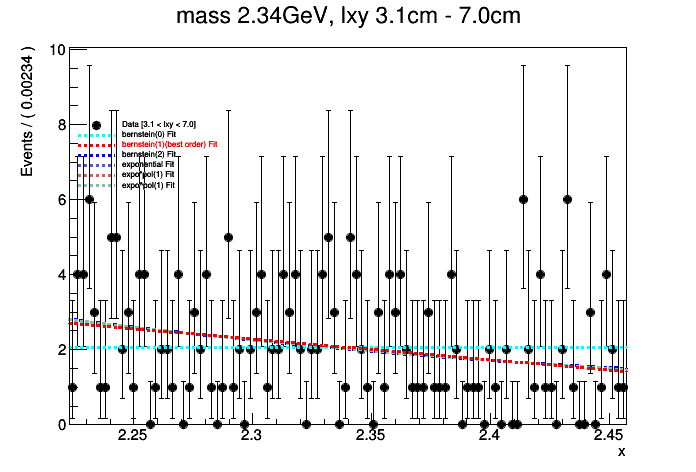 mass 2.34GeV, lxy 3.1cm - 7.0cm
Events / ( 0.00234 )
10
8
6
4
2
0
Data [3.1 < lxy < 7.0]
bernstein(0) Fit
bernstein(1)(best order) Fit
bernstein(2) Fit
exponential Fit
expo*pol(1) Fit
expo*pol(1) Fit
2.25
2.3
2.35
2.4
2.45
x